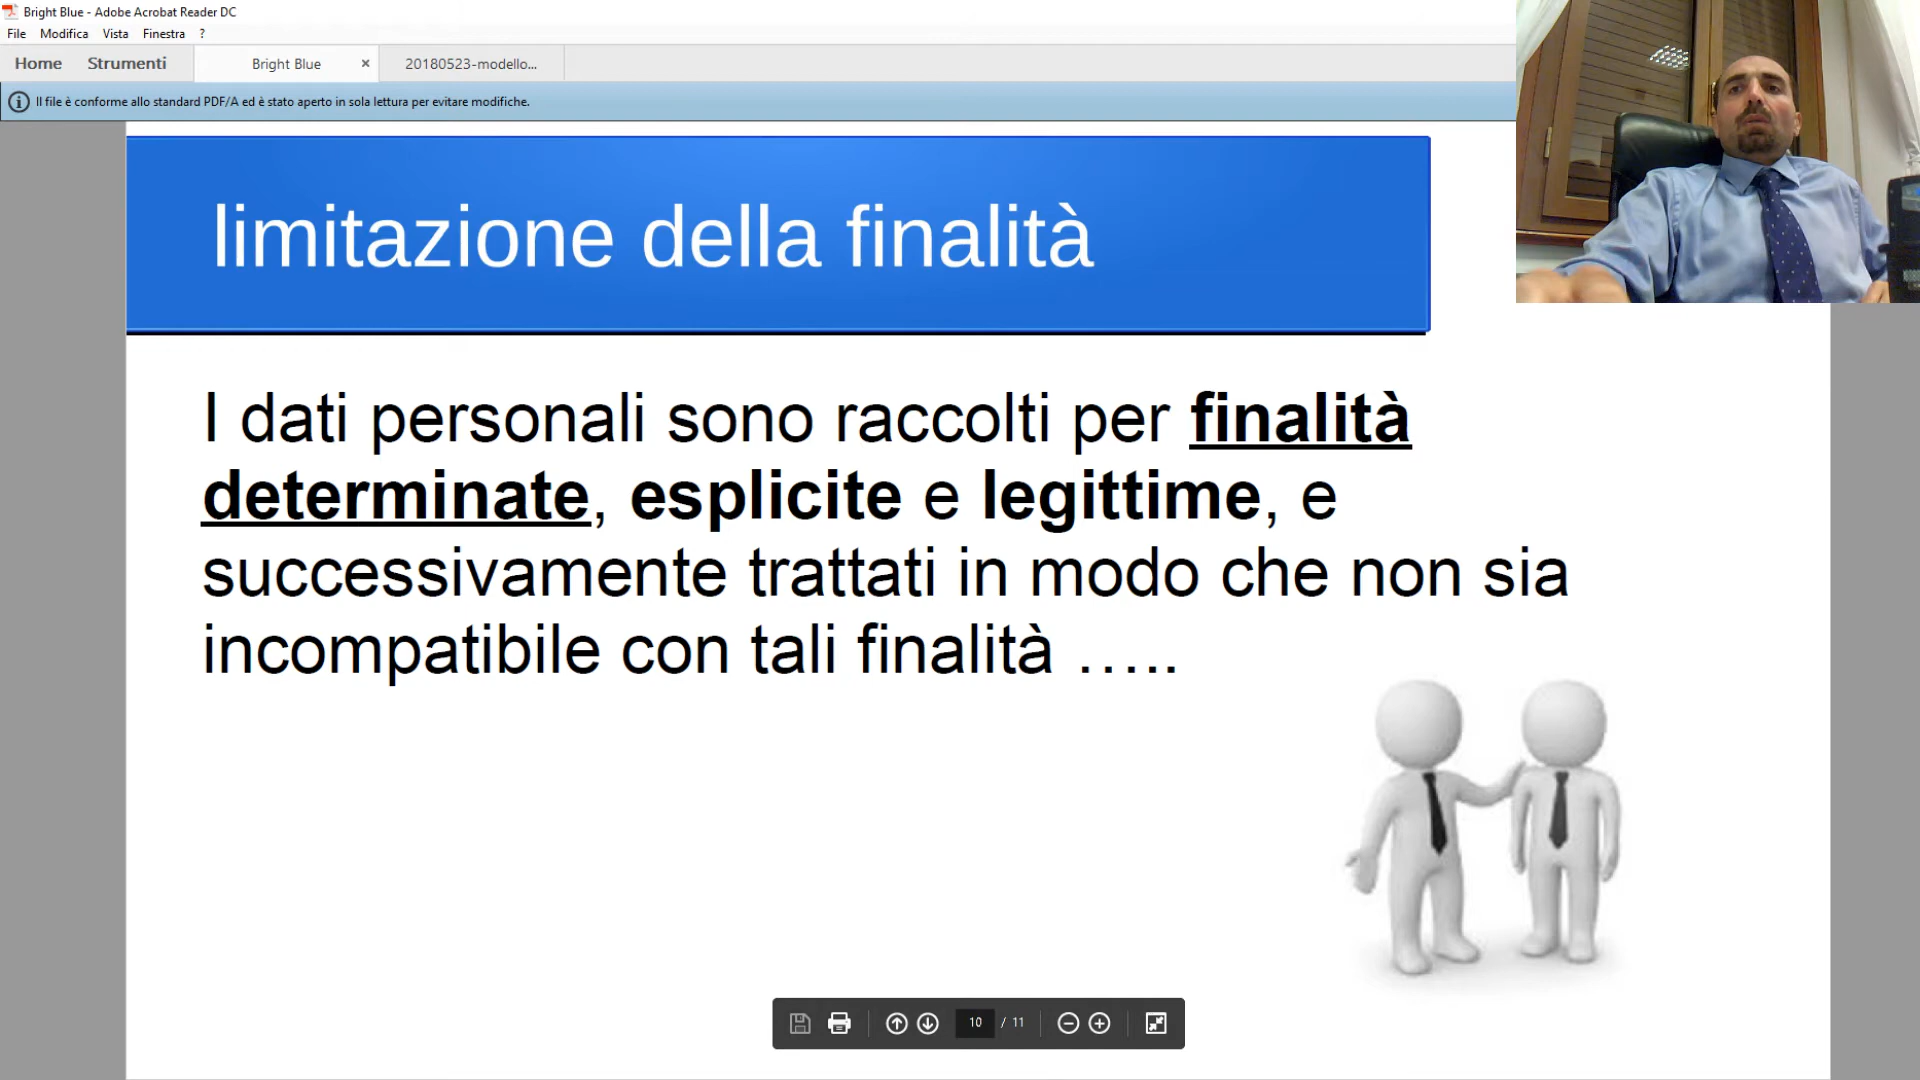 Bright Blue - Adobe Acrobat Reader DC
File Modifica Vista Finestra ?
Home Strumenti Bright Blue × 20180523-modello...
Il file è conforme allo standard PDF/A ed è stato aperto in sola lettura per evitare modifiche.
limitazione della finalità
I dati personali sono raccolti per finalità
determinate, esplicite e legittime, e
successivamente trattati in modo che non sia
incompatibile con tali finalità …..
10 / 11